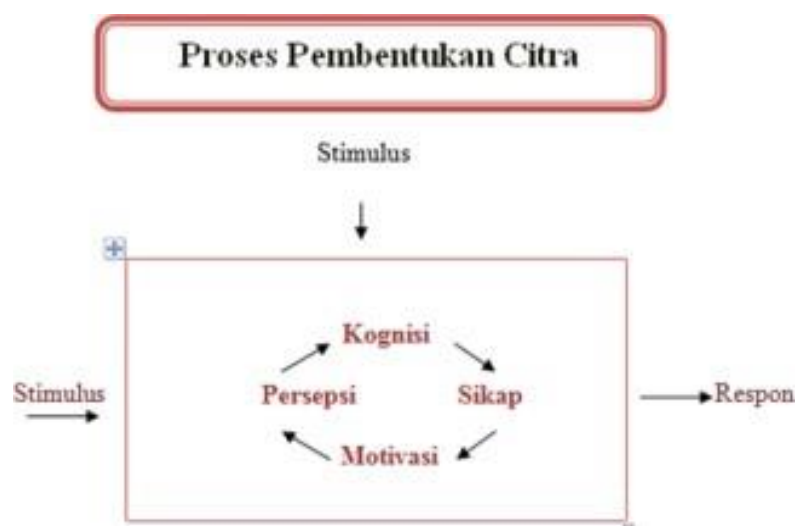 Proses Pembentukan Citra
Stimulus
Kognisi
Stimulus
Persepsi
Sikap
Respon
Motivasi